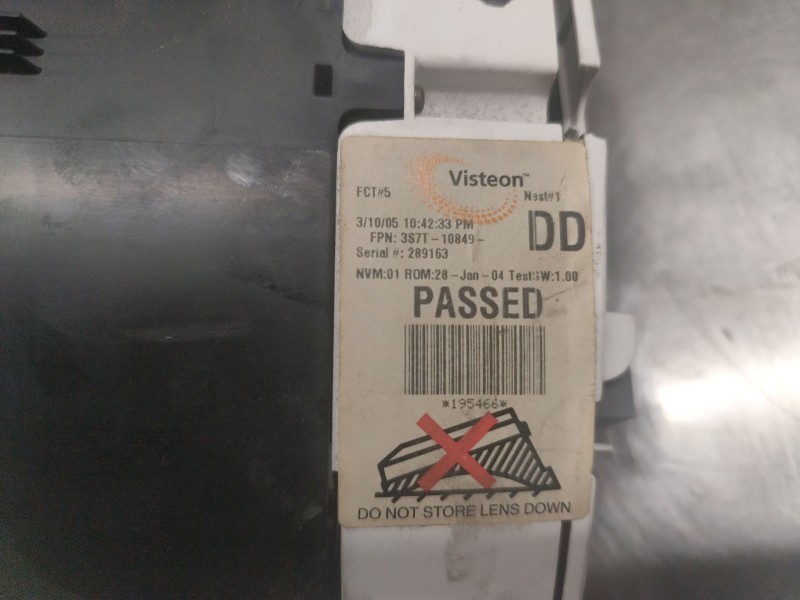 Visteon™
FCT#5 Nest#1
3/10/05 10:42:33 PM
FPN: 3S7T-10849- DD
Serial #: 289163
NVM:01 ROM:28-Jan-04 TestSW:1.00
PASSED
*195466*
DO NOT STORE LENS DOWN